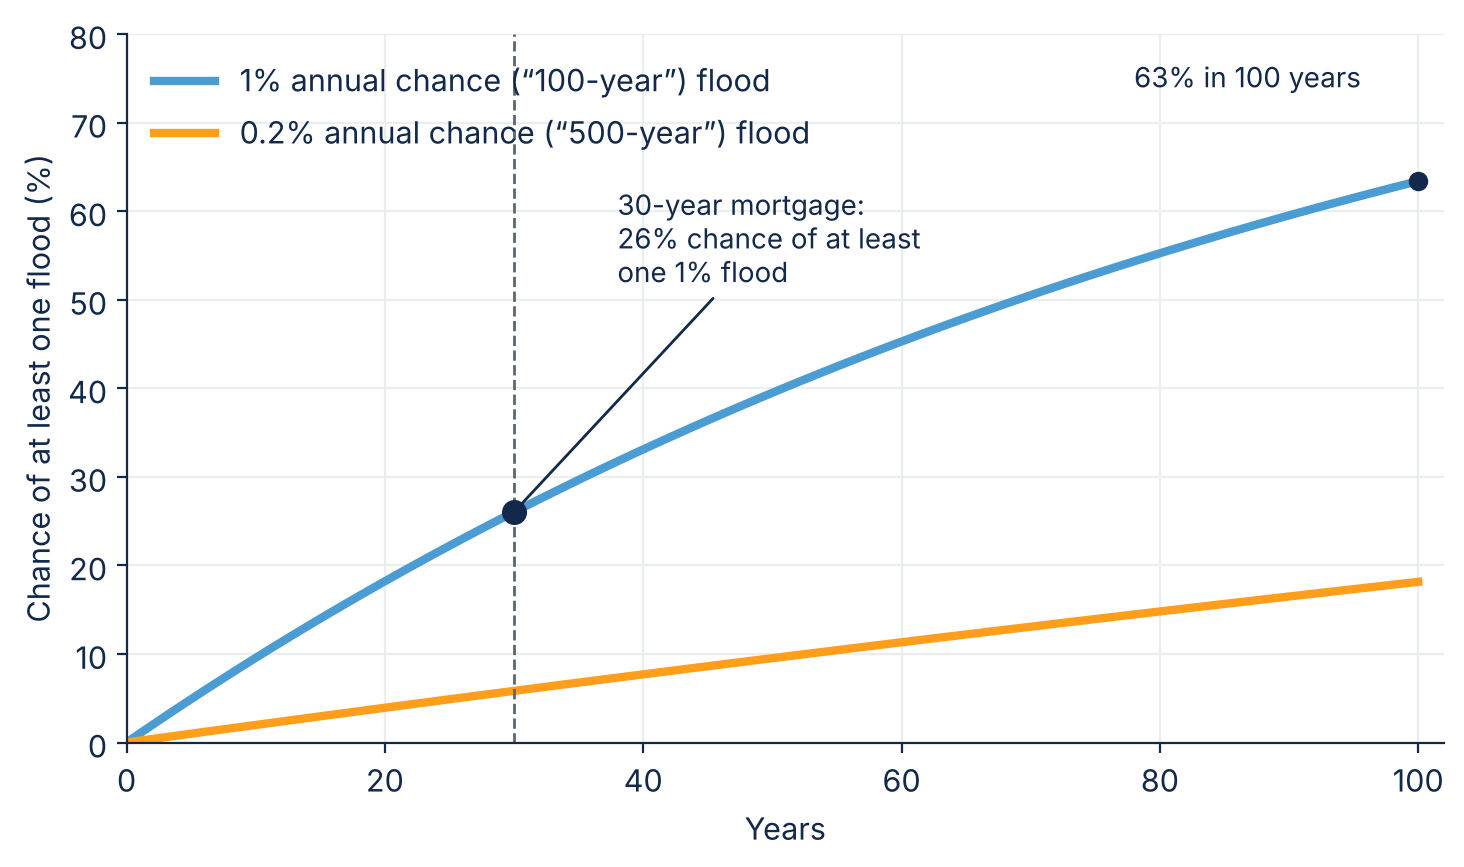 80
70
60
50
40
30
20
10
0
Chance of at least one flood (%)
1% annual chance (“100-year”) flood
0.2% annual chance (“500-year”) flood
63% in 100 years
30-year mortgage:
26% chance of at least
one 1% flood
0 20 40 60 80 100
Years